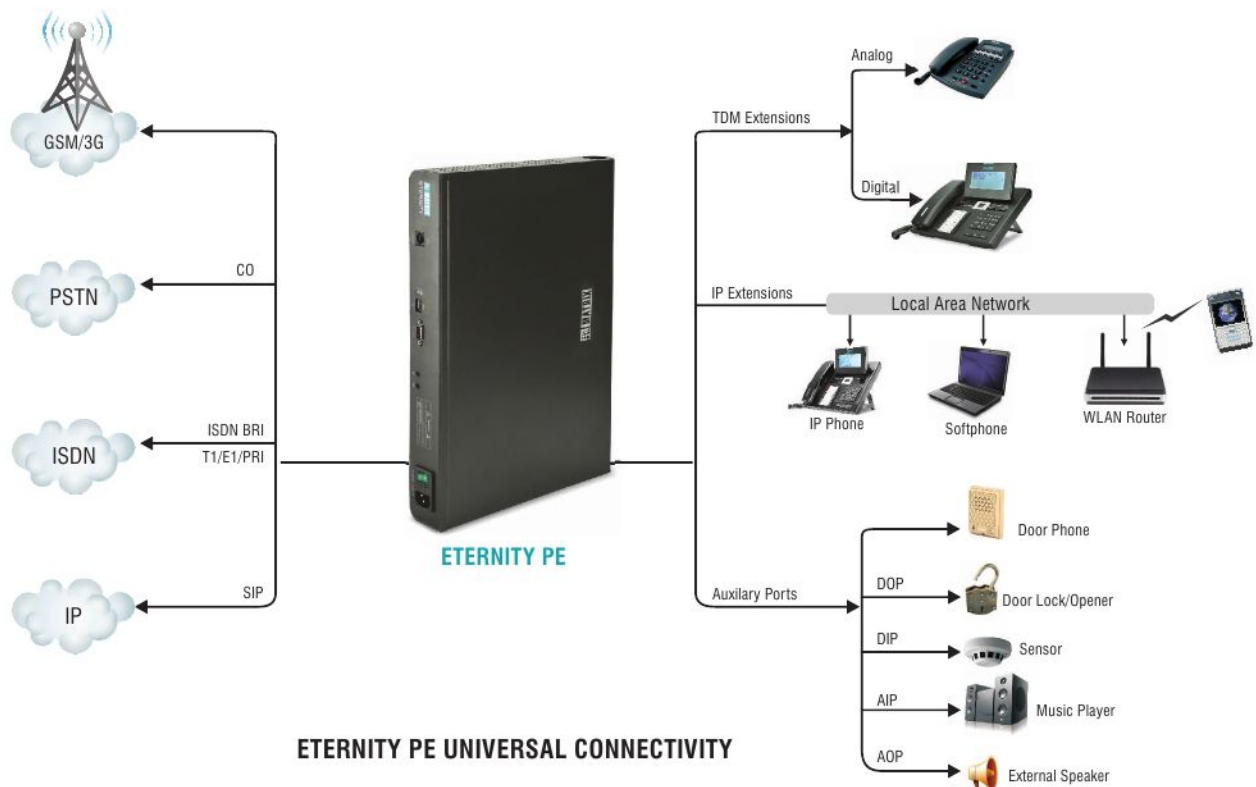 GSM/3G
CO
PSTN
ISDN BRI
T1/E1/PRI
ISDN
SIP
IP
ETERNITY PE
TDM Extensions
Analog
Digital
IP Extensions
Local Area Network
IP Phone
Softphone
WLAN Router
Auxilary Ports
Door Phone
DOP
Door Lock/Opener
DIP
Sensor
AIP
Music Player
AOP
External Speaker
ETERNITY PE UNIVERSAL CONNECTIVITY